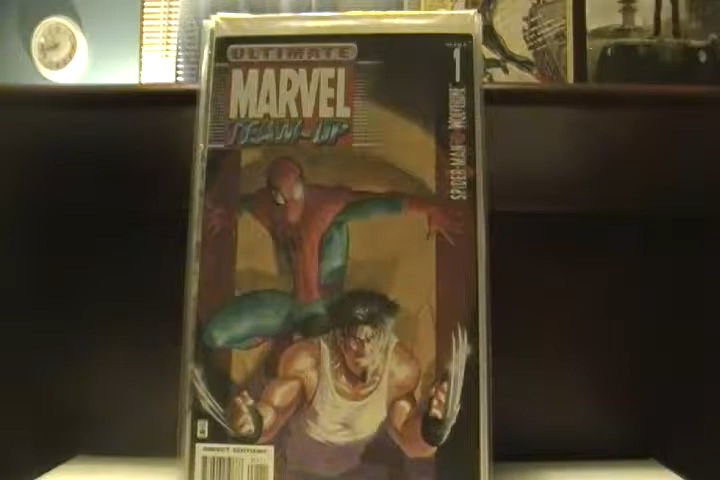 ULTIMATE
MARVEL
TEAM-UP
1
SPIDER-MAN WOLVERINE
DIRECT EDITION